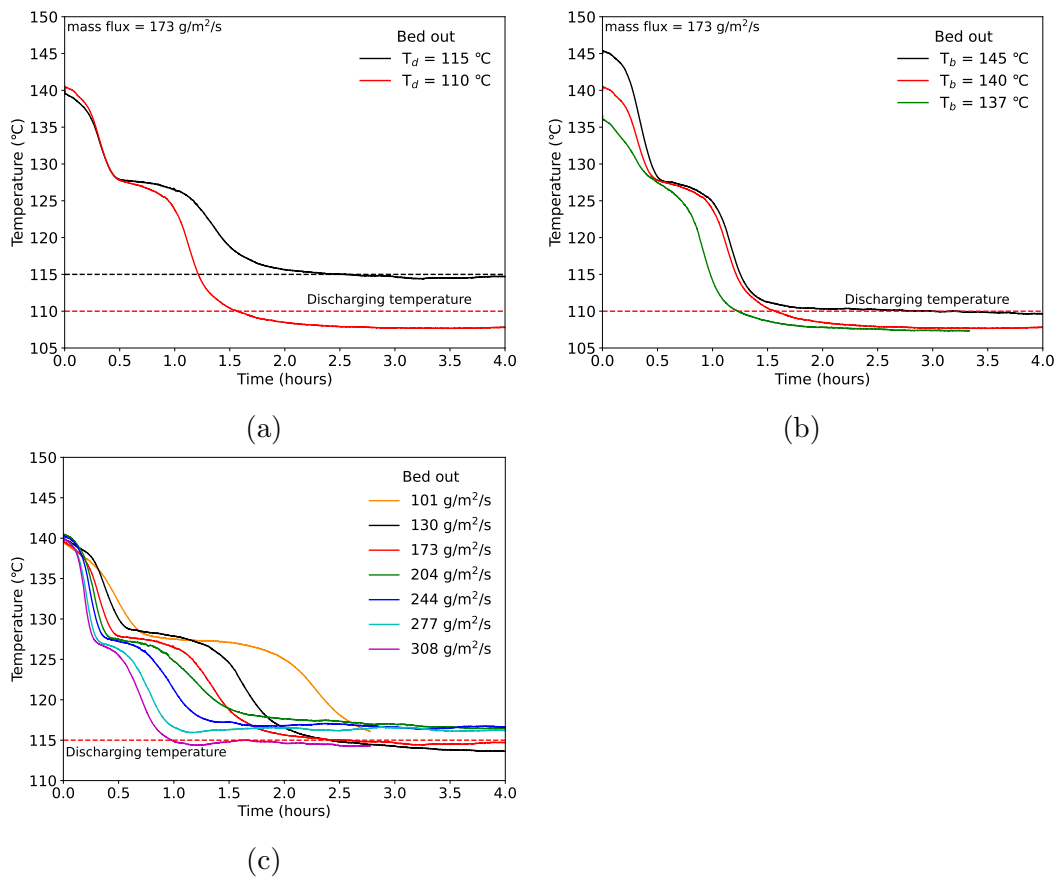 mass flux = 173 g/m²/s
Bed out
T_d = 115 ℃
T_d = 110 ℃
Discharging temperature
Temperature (℃)
150
145
140
135
130
125
120
115
110
105
0.0 0.5 1.0 1.5 2.0 2.5 3.0 3.5 4.0
Time (hours)
(a)
mass flux = 173 g/m²/s
Bed out
T_b = 145 ℃
T_b = 140 ℃
T_b = 137 ℃
Discharging temperature
Temperature (℃)
150
145
140
135
130
125
120
115
110
105
0.0 0.5 1.0 1.5 2.0 2.5 3.0 3.5 4.0
Time (hours)
(b)
Bed out
101 g/m²/s
130 g/m²/s
173 g/m²/s
204 g/m²/s
244 g/m²/s
277 g/m²/s
308 g/m²/s
Discharging temperature
Temperature (℃)
150
145
140
135
130
125
120
115
110
0.0 0.5 1.0 1.5 2.0 2.5 3.0 3.5 4.0
Time (hours)
(c)